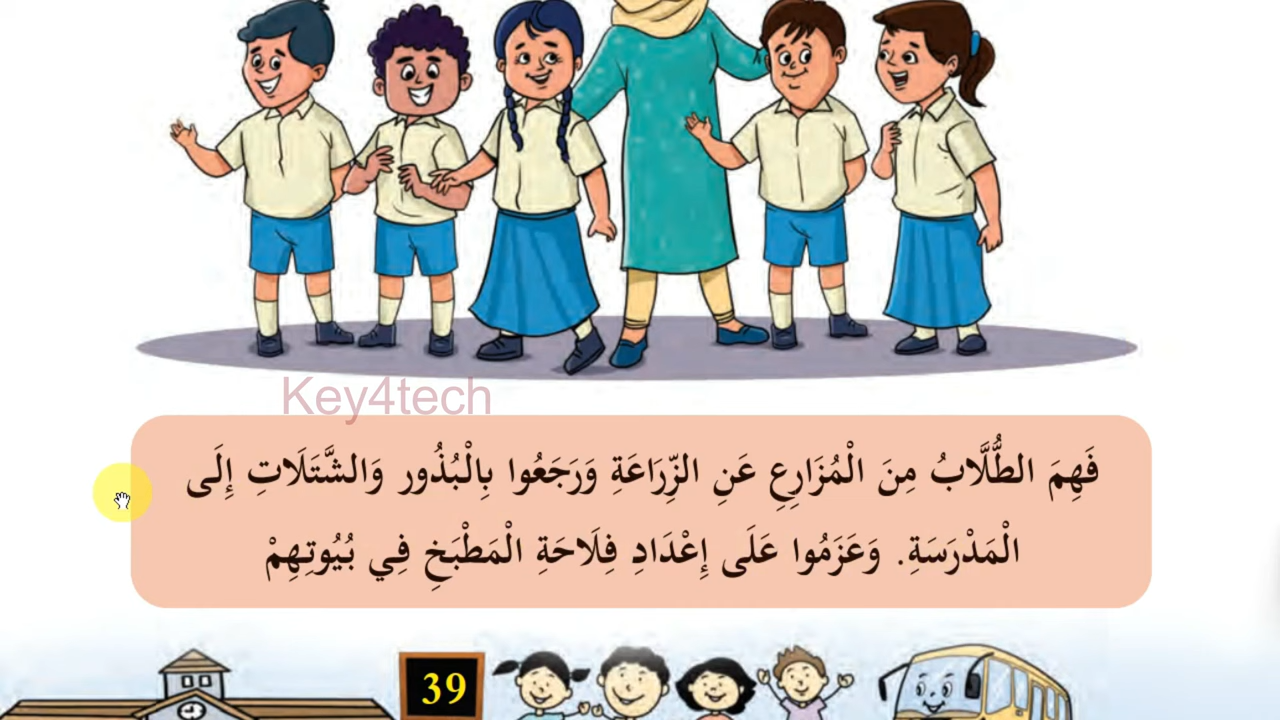 Key4tech
فَهِمَ الطُّلَّابُ مِنَ الْمُزَارِعِ عَنِ الزِّرَاعَةِ وَرَجَعُوا بِالْبُذُور وَالشَّتَلَاتِ إِلَى
الْمَدْرَسَةِ. وَعَزَمُوا عَلَى إِعْدَادِ فِلَاحَةِ الْمَطْبَخِ فِي بُيُوتِهِمْ
39